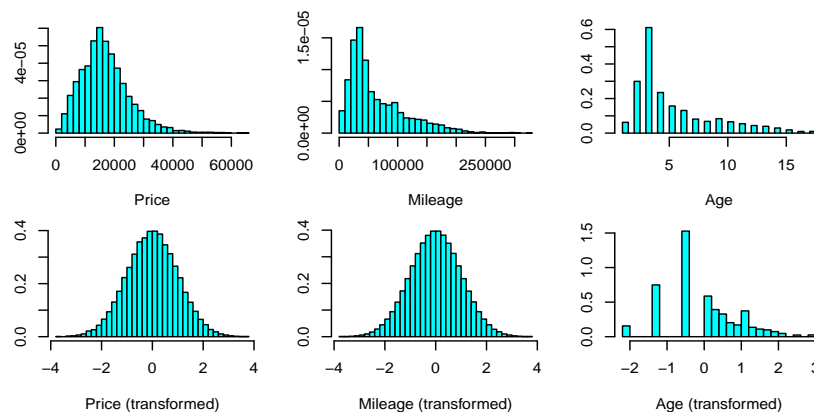 0e+00 4e−05
0 20000 40000 60000
Price
0.0e+00 1.5e−05
0 100000 250000
Mileage
0.0 0.2 0.4 0.6
5 10 15
Age
0.0 0.2 0.4
−4 −2 0 2 4
Price (transformed)
0.0 0.2 0.4
−4 −2 0 2 4
Mileage (transformed)
0.0 0.5 1.0 1.5
−2 −1 0 1 2 3
Age (transformed)